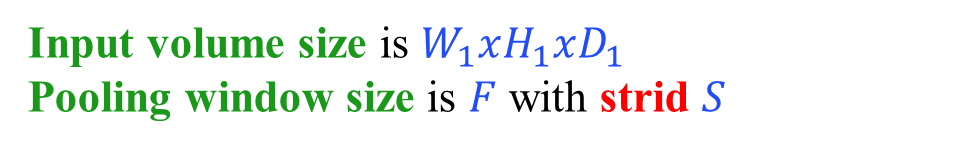 Input volume size is W₁xH₁xD₁
Pooling window size is F with strid S